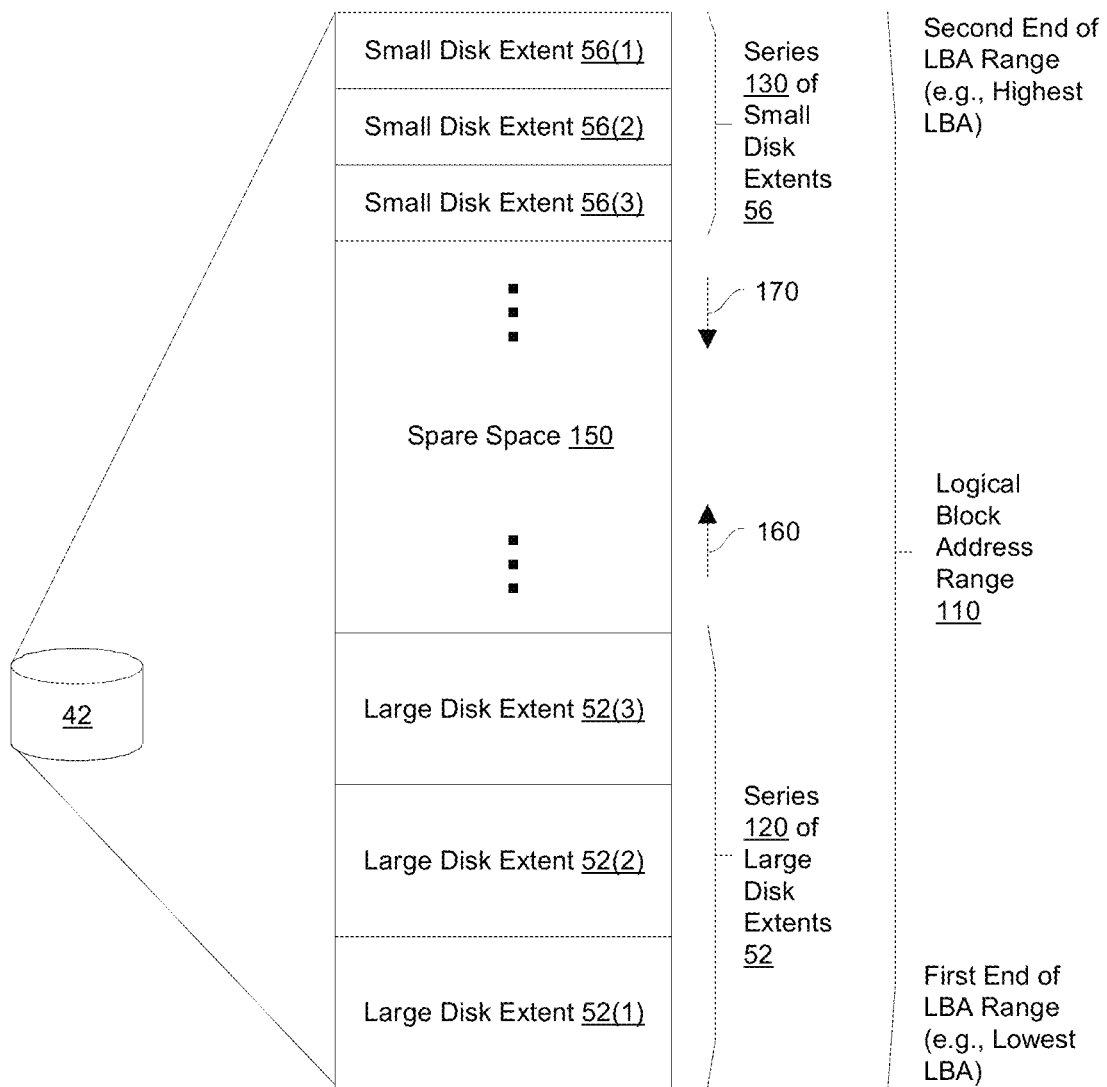 Small Disk Extent 56(1)
Small Disk Extent 56(2)
Small Disk Extent 56(3)
Series
130 of
Small
Disk
Extents
56
Second End of
LBA Range
(e.g., Highest
LBA)
170
Spare Space 150
160
Logical
Block
Address
Range
110
42
Large Disk Extent 52(3)
Large Disk Extent 52(2)
Large Disk Extent 52(1)
Series
120 of
Large
Disk
Extents
52
First End of
LBA Range
(e.g., Lowest
LBA)